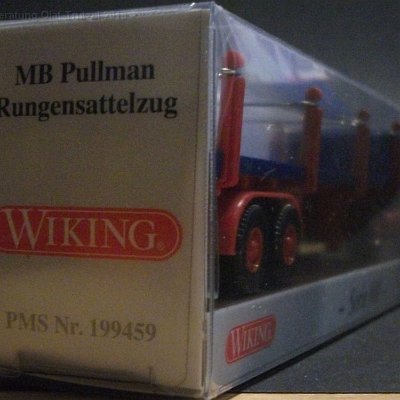 MB Pullman
Rungensattelzug
WIKING®
PMS Nr. 199459
WIKING